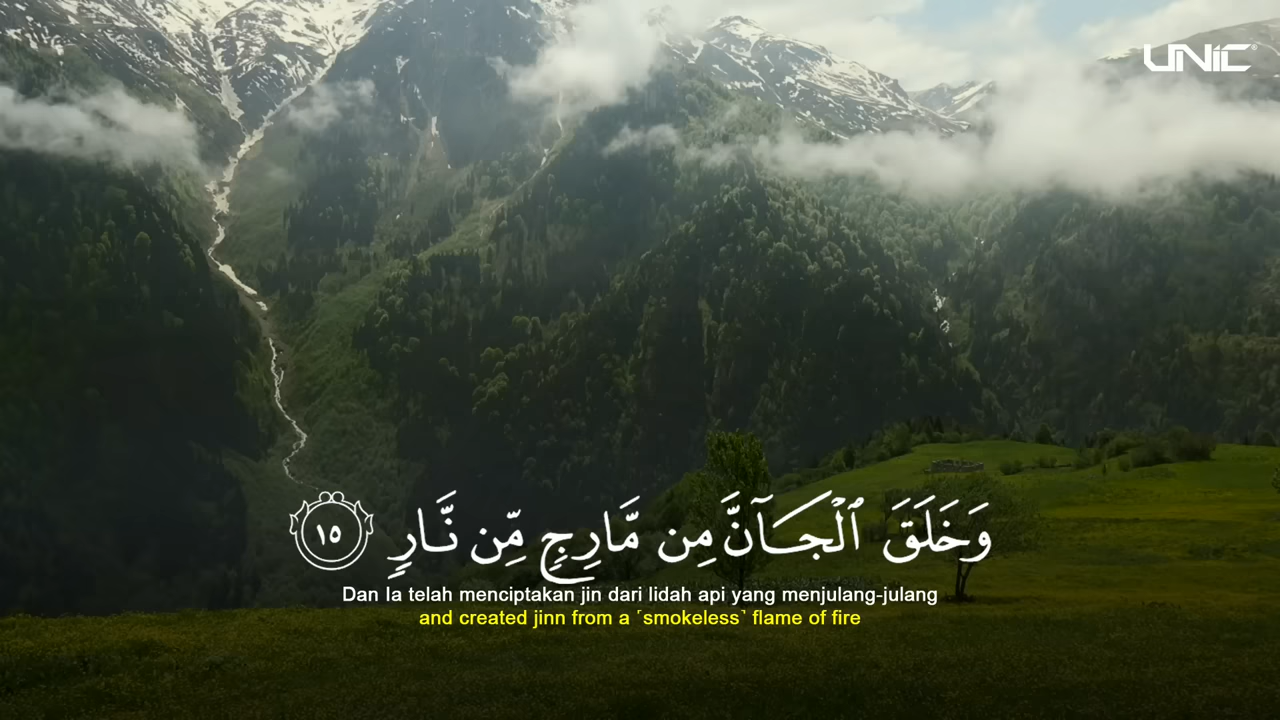 UNIC
وَخَلَقَ ٱلْجَآنَّ مِن مَّارِجٍ مِّن نَّارٍ ١٥
Dan Ia telah menciptakan jin dari lidah api yang menjulang-julang
and created jinn from a ˹smokeless˺ flame of fire